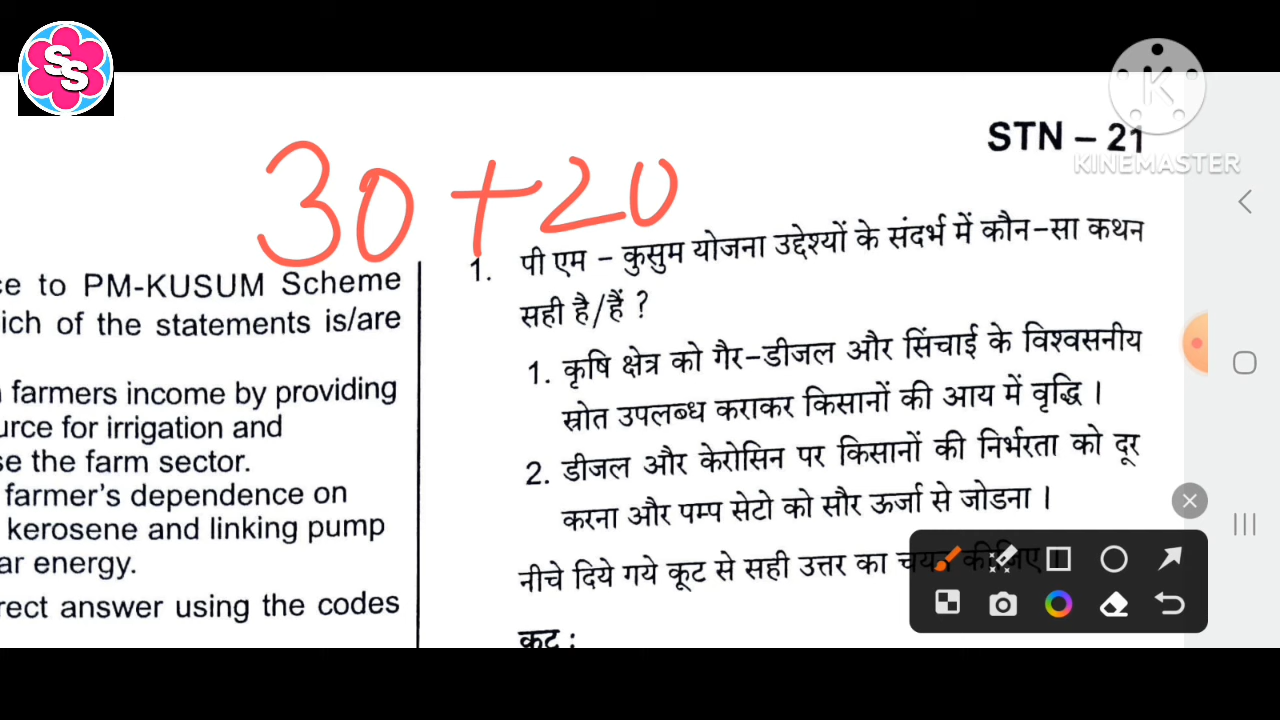 SS
KINEMASTER
STN – 21
30 + 20
ce to PM-KUSUM Scheme
ich of the statements is/are
farmers income by providing
urce for irrigation and
se the farm sector.
farmer's dependence on
kerosene and linking pump
ar energy.
rect answer using the codes
1. पी एम – कुसुम योजना उद्देश्यों के संदर्भ में कौन-सा कथन
सही है/हैं ?
1. कृषि क्षेत्र को गैर-डीजल और सिंचाई के विश्वसनीय
स्रोत उपलब्ध कराकर किसानों की आय में वृद्धि ।
2. डीजल और केरोसिन पर किसानों की निर्भरता को दूर
करना और पम्प सेटो को सौर ऊर्जा से जोडना ।
नीचे दिये गये कूट से सही उत्तर का चयन कीजिए ।
कूट :